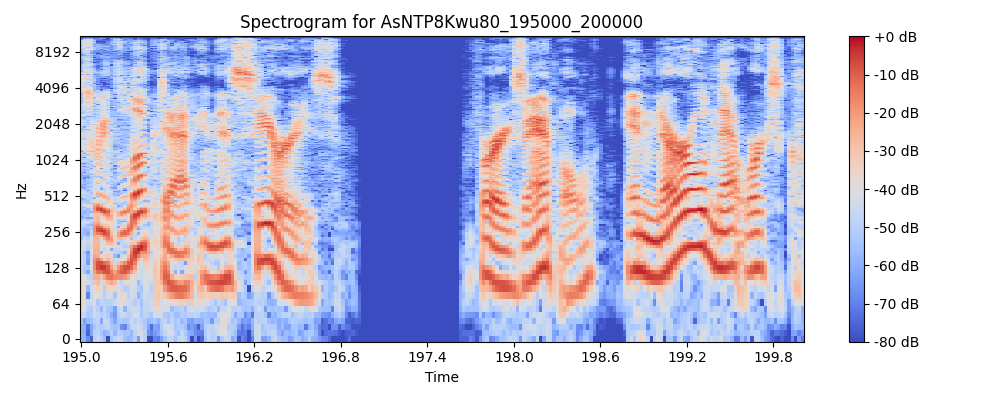 Spectrogram for AsNTP8Kwu80_195000_200000
Hz
8192
4096
2048
1024
512
256
128
64
0
195.0 195.6 196.2 196.8 197.4 198.0 198.6 199.2 199.8
Time
+0 dB
-10 dB
-20 dB
-30 dB
-40 dB
-50 dB
-60 dB
-70 dB
-80 dB